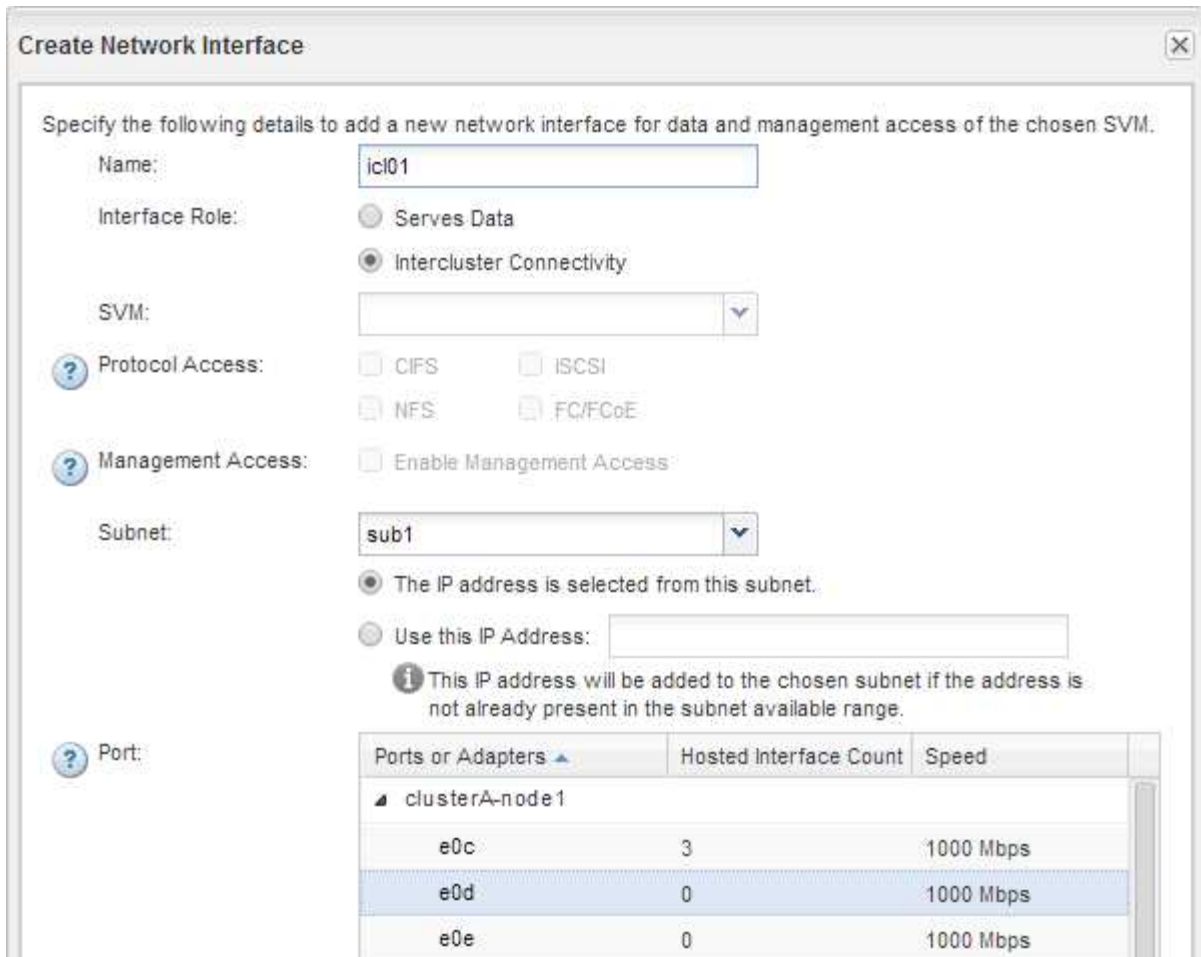 Create Network Interface
Specify the following details to add a new network interface for data and management access of the chosen SVM.
Name: icl01
Interface Role: Serves Data
Intercluster Connectivity
SVM:
? Protocol Access: CIFS iSCSI
NFS FC/FCoE
? Management Access: Enable Management Access
Subnet: sub1
The IP address is selected from this subnet.
Use this IP Address:
i This IP address will be added to the chosen subnet if the address is
not already present in the subnet available range.
? Port: Ports or Adapters Hosted Interface Count Speed
clusterA-node1
e0c 3 1000 Mbps
e0d 0 1000 Mbps
e0e 0 1000 Mbps